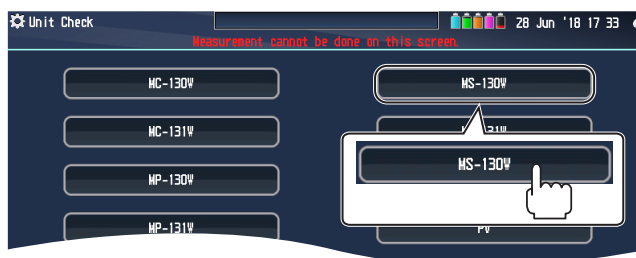 Unit Check 28 Jun '18 17 33
Measurement cannot be done on this screen.
MC-130W MS-130W
MC-131W
MS-130W
MP-130W
MP-131W PV